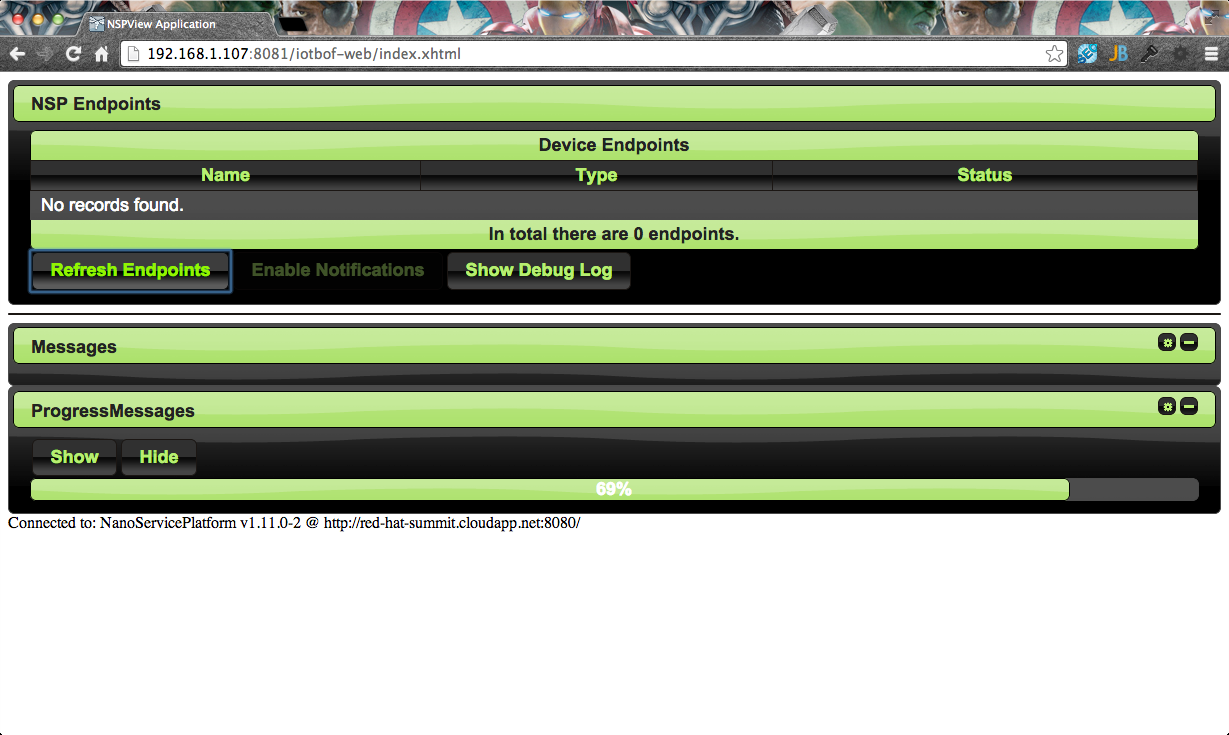 NSPView Application
192.168.1.107:8081/iotbof-web/index.xhtml
JB
NSP Endpoints
Device Endpoints
Name Type Status
No records found.
In total there are 0 endpoints.
Refresh Endpoints Enable Notifications Show Debug Log
Messages
ProgressMessages
Show Hide
69%
Connected to: NanoServicePlatform v1.11.0-2 @ http://red-hat-summit.cloudapp.net:8080/